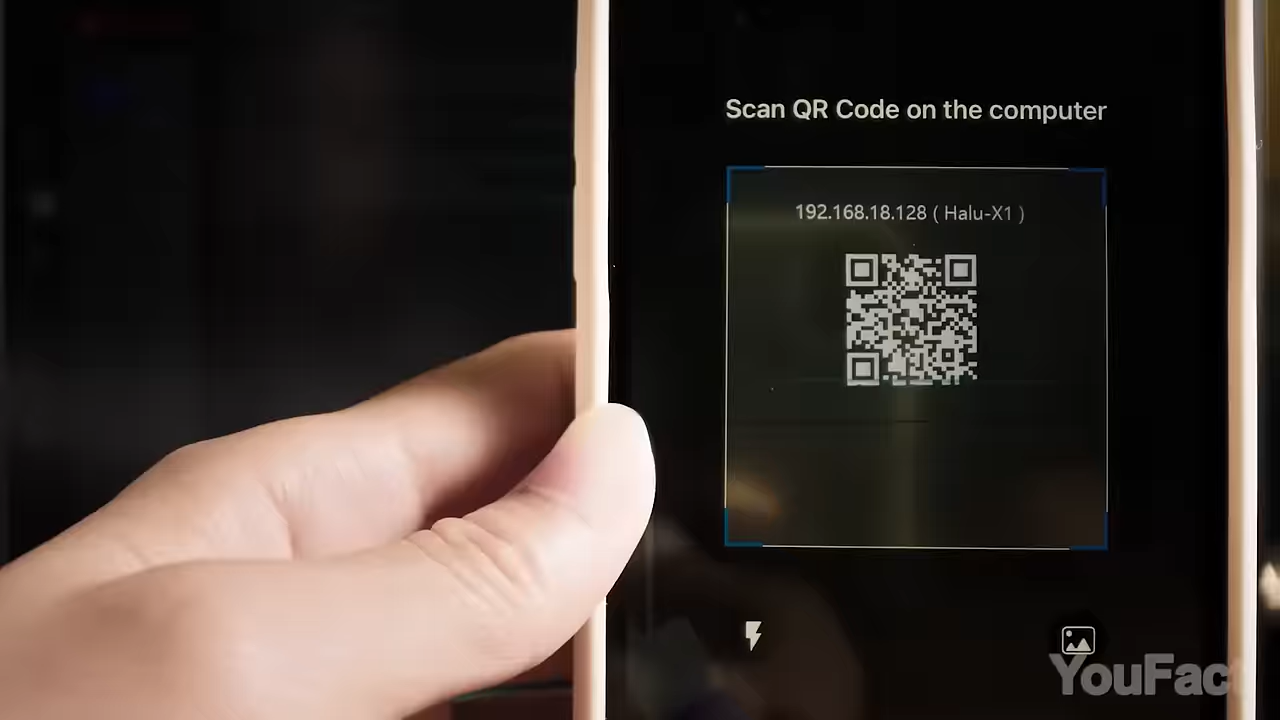 Scan QR Code on the computer
192.168.18.128 ( Halu-X1 )
YouFact